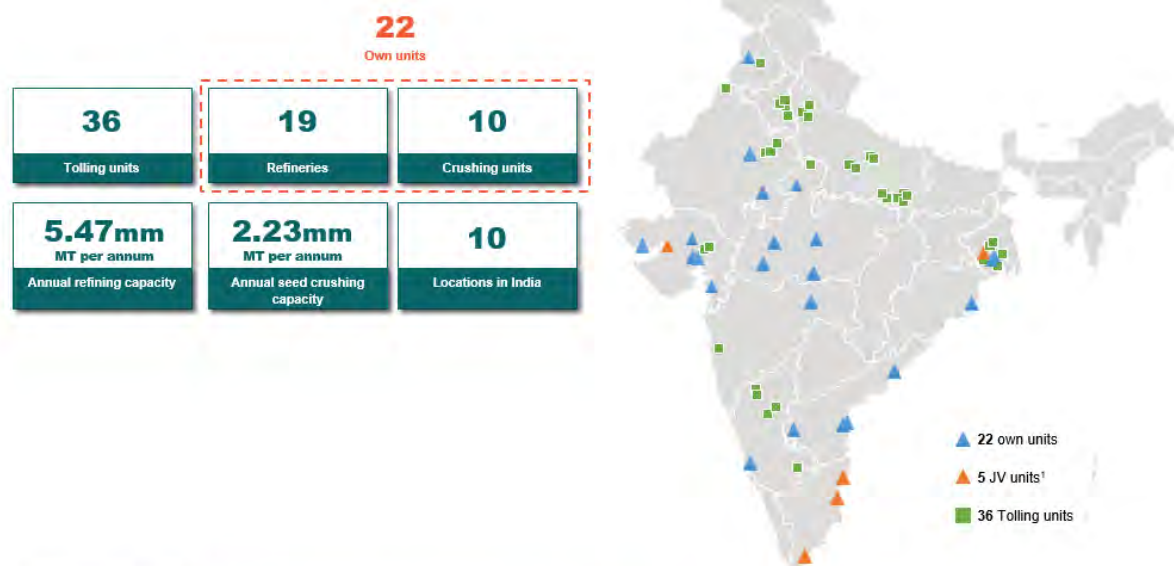 22
Own units
36
Tolling units
19
Refineries
10
Crushing units
5.47mm
MT per annum
Annual refining capacity
2.23mm
MT per annum
Annual seed crushing
capacity
10
Locations in India
22 own units
5 JV units¹
36 Tolling units